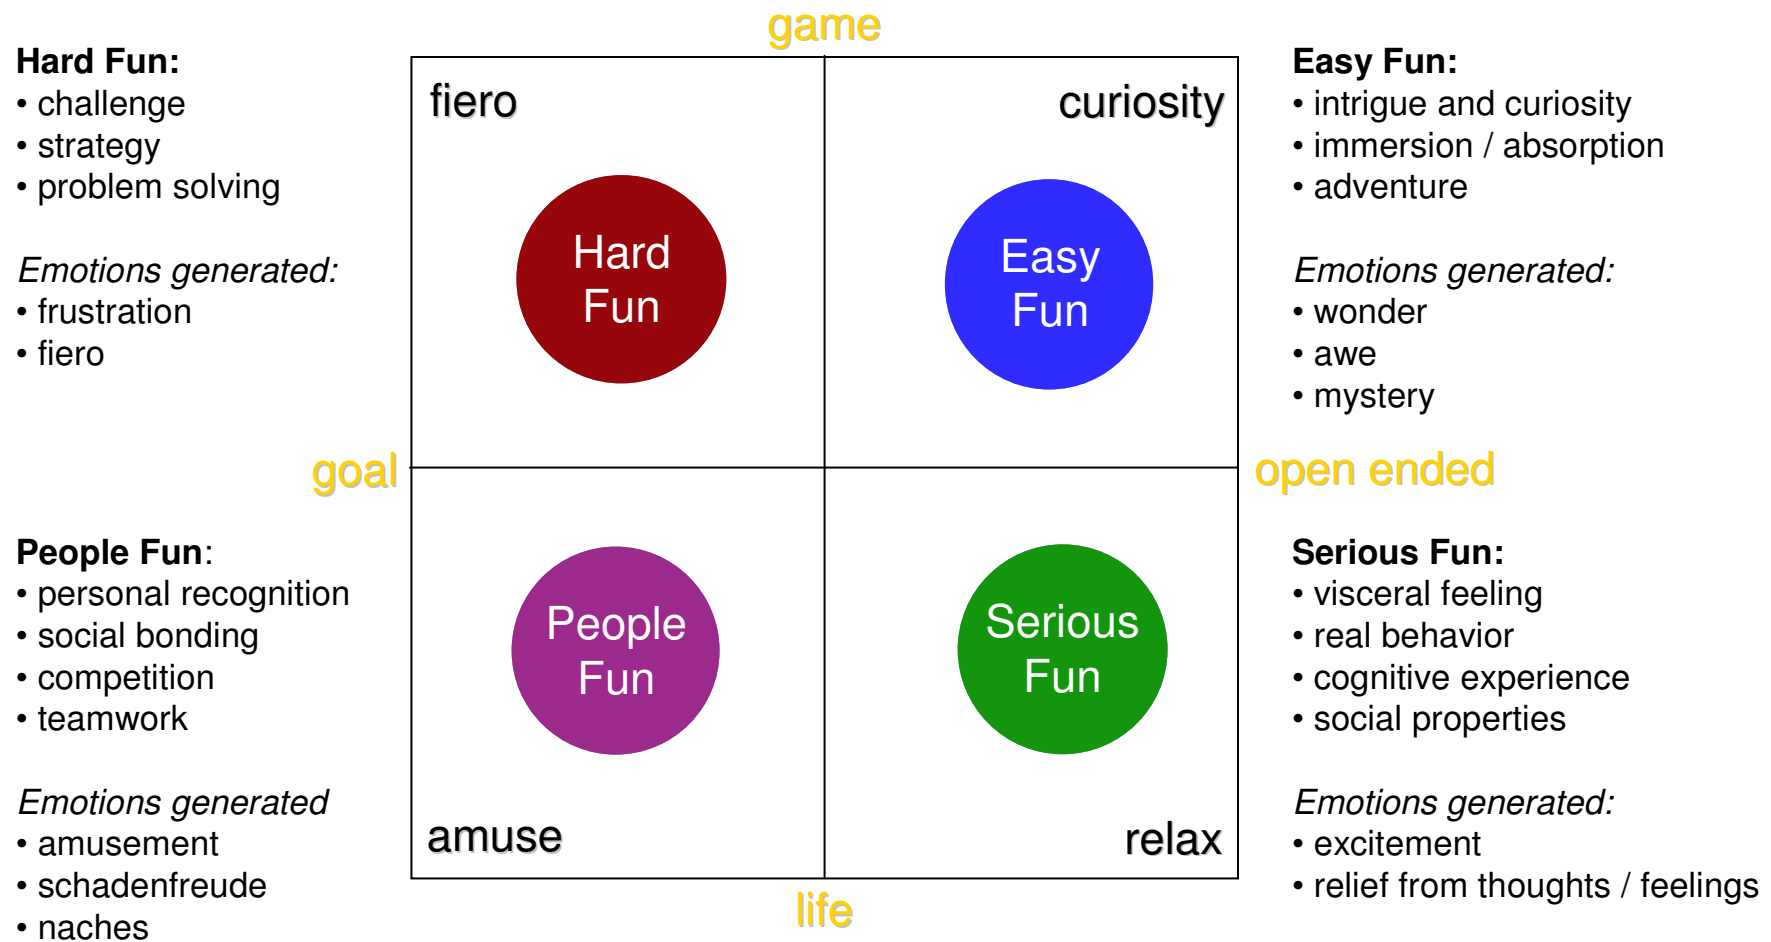 game
Hard Fun:
• challenge
• strategy
• problem solving
Emotions generated:
• frustration
• fiero
fiero
curiosity
Hard
Fun
Easy
Fun
Easy Fun:
• intrigue and curiosity
• immersion / absorption
• adventure
Emotions generated:
• wonder
• awe
• mystery
goal
open ended
People Fun:
• personal recognition
• social bonding
• competition
• teamwork
Emotions generated
• amusement
• schadenfreude
• naches
People
Fun
Serious
Fun
amuse
relax
Serious Fun:
• visceral feeling
• real behavior
• cognitive experience
• social properties
Emotions generated:
• excitement
• relief from thoughts / feelings
life